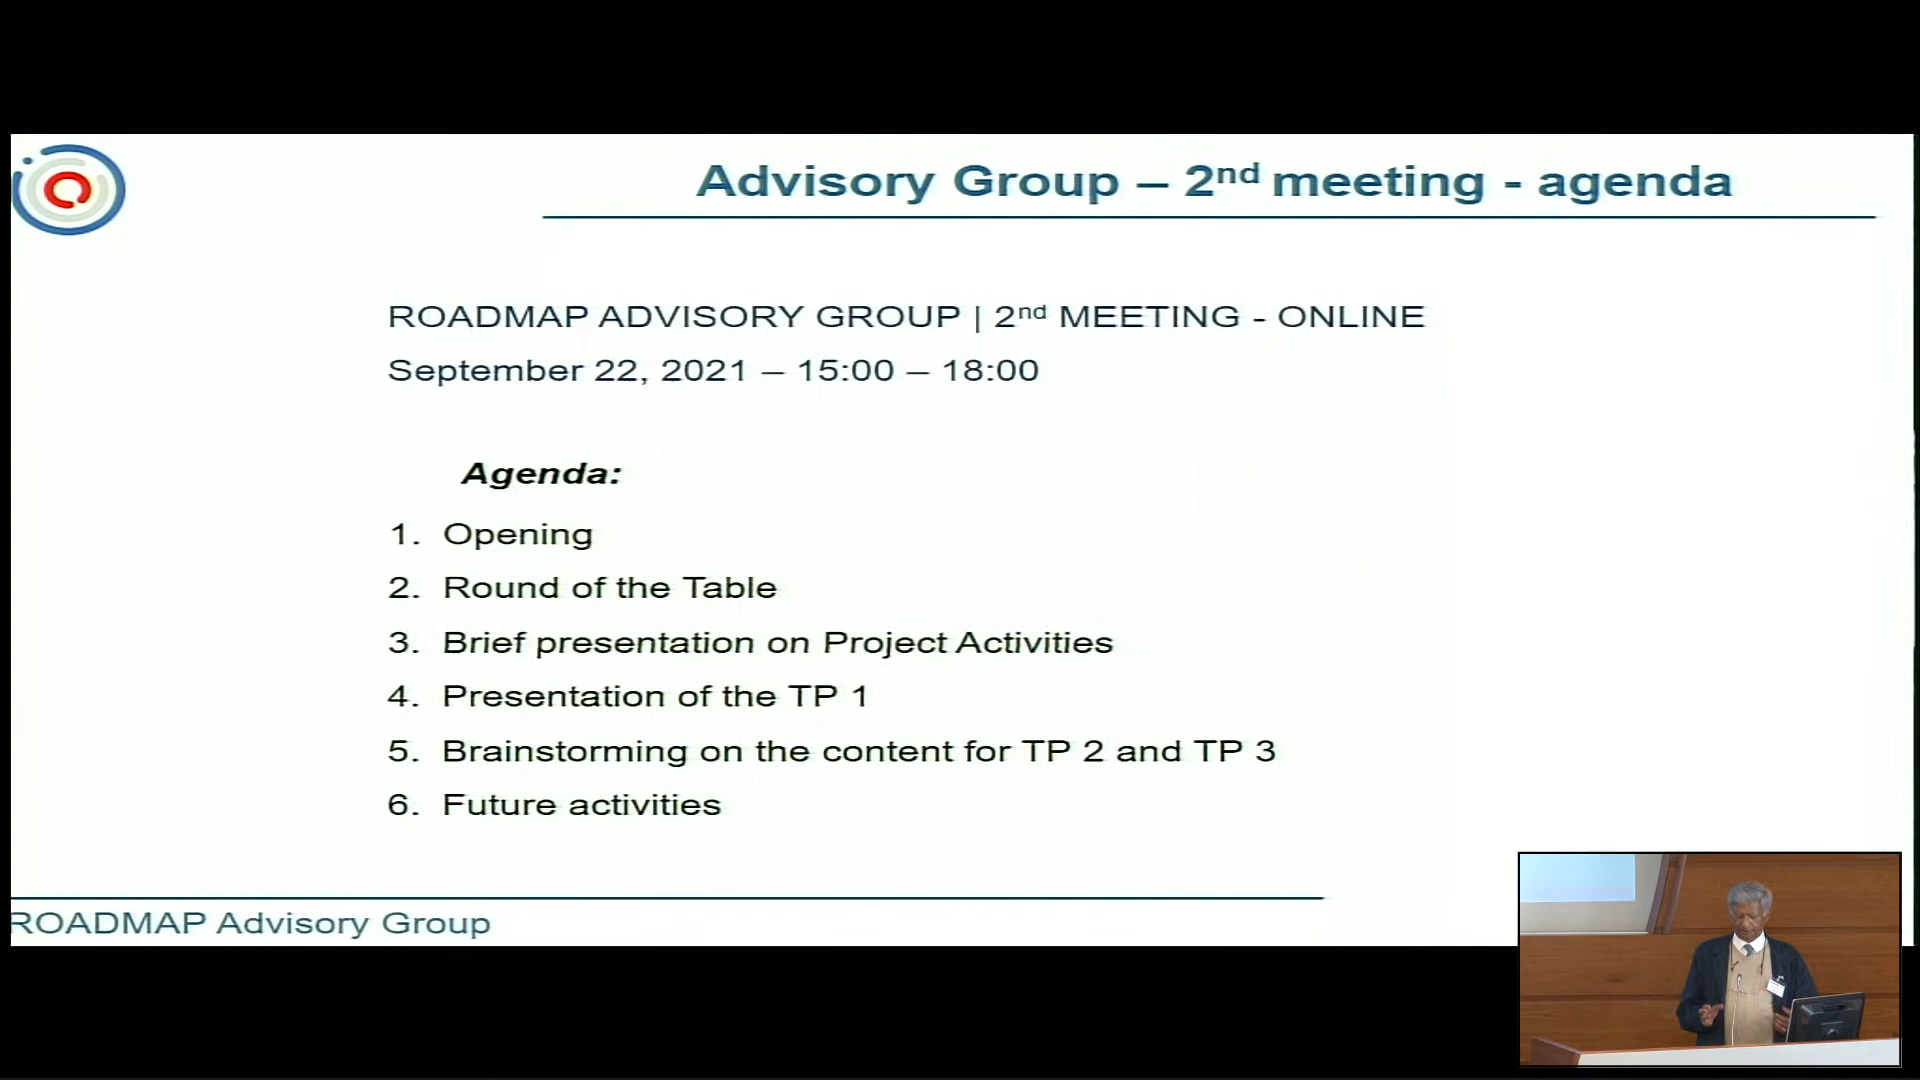 Advisory Group – 2nd meeting - agenda
ROADMAP ADVISORY GROUP | 2nd MEETING - ONLINE
September 22, 2021 – 15:00 – 18:00
Agenda:
1. Opening
2. Round of the Table
3. Brief presentation on Project Activities
4. Presentation of the TP 1
5. Brainstorming on the content for TP 2 and TP 3
6. Future activities
ROADMAP Advisory Group